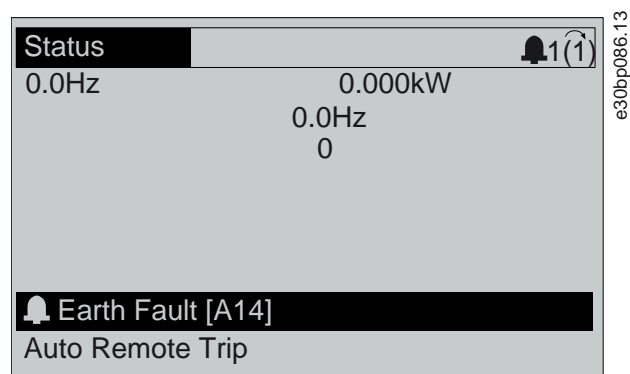 Status 1(1)
0.0Hz 0.000kW
0.0Hz
0
Earth Fault [A14]
Auto Remote Trip
e30bp086.13